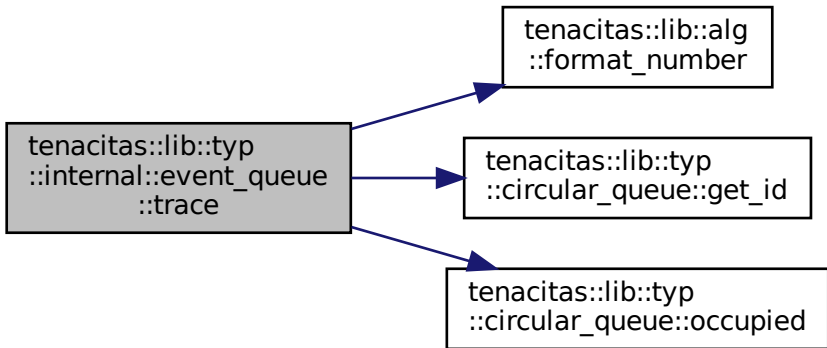 tenacitas::lib::typ
::internal::event_queue
::trace
tenacitas::lib::alg
::format_number
tenacitas::lib::typ
::circular_queue::get_id
tenacitas::lib::typ
::circular_queue::occupied